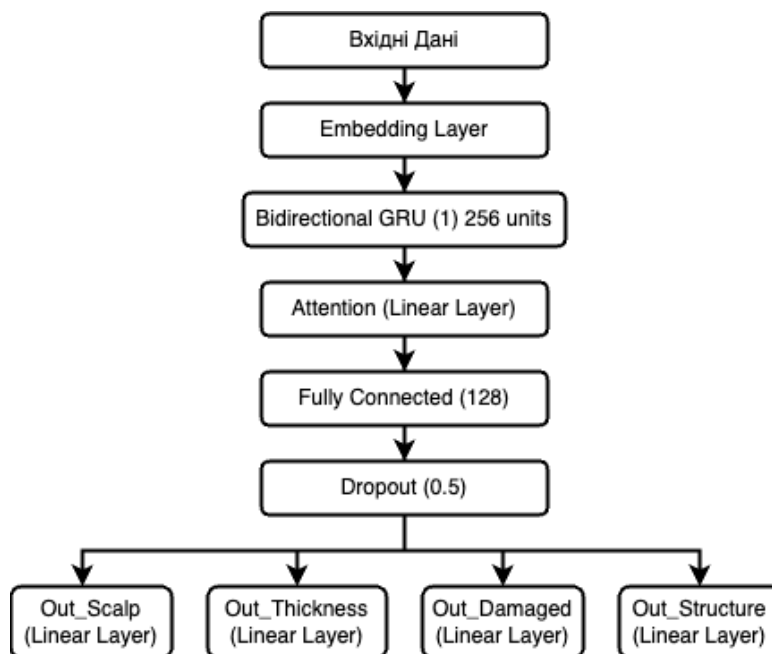 Вхідні Дані
Embedding Layer
Bidirectional GRU (1) 256 units
Attention (Linear Layer)
Fully Connected (128)
Dropout (0.5)
Out_Scalp
(Linear Layer)
Out_Thickness
(Linear Layer)
Out_Damaged
(Linear Layer)
Out_Structure
(Linear Layer)